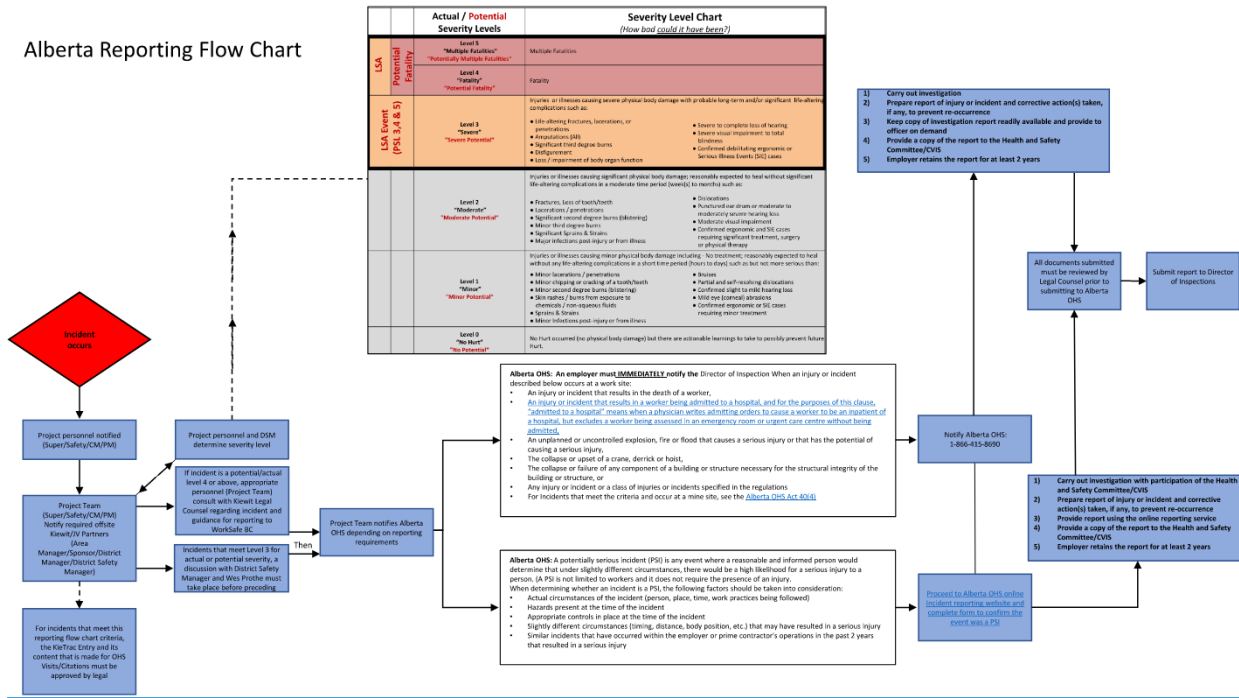 Alberta Reporting Flow Chart
Actual / Potential
Severity Levels
Severity Level Chart
(How bad could it have been?)
LSA
Potential
Fatality
Level 5
"Multiple Fatalities"
"Potentially Multiple Fatalities"
Multiple Fatalities
Level 4
"Fatality"
"Potential Fatality"
Fatality
LSA Event
(PSL 3,4 & 5)
Level 3
"Severe"
"Severe Potential"
Injuries or illnesses causing severe physical body damage with probable long-term and/or significant life-altering
complications such as:
● Life-altering fractures, lacerations, or
penetrations
● Amputations (All)
● Significant third degree burns
● Disfigurement
● Loss / impairment of body organ function
● Severe to complete loss of hearing
● Severe visual impairment to total
blindness
● Confirmed debilitating ergonomic or
Serious Illness Events (SIE) cases
Level 2
"Moderate"
"Moderate Potential"
Injuries or illnesses causing significant physical body damage; reasonably expected to heal without significant
life-altering complications in a moderate time period (week(s) to months) such as:
● Fractures, Loss of tooth/teeth
● Lacerations / penetrations
● Significant second degree burns (blistering)
● Minor third degree burns
● Significant Sprains & Strains
● Major infections post-injury or from illness
● Dislocations
● Punctured ear drum or moderate to
moderately severe hearing loss
● Moderate visual impairment
● Confirmed ergonomic and SIE cases
requiring significant treatment, surgery
or physical therapy
Level 1
"Minor"
"Minor Potential"
Injuries or illnesses causing minor physical body damage including - No treatment; reasonably expected to heal
without any life-altering complications in a short time period (hours to days) such as but not more serious than:
● Minor lacerations / penetrations
● Minor chipping or cracking of a tooth/teeth
● Minor second degree burns (blistering)
● Skin rashes / burns from exposure to
chemicals / non-aqueous fluids
● Sprains & Strains
● Minor Infections post-injury or from illness
● Bruises
● Partial and self-resolving dislocations
● Confirmed slight to mild hearing loss
● Mild eye (corneal) abrasions
● Confirmed ergonomic or SIE cases
requiring minor treatment
Level 0
"No Hurt"
"No Potential"
No Hurt occurred (no physical body damage) but there are actionable learnings to take to possibly prevent future
Hurt.
incident
occurs
Project personnel notified
(Super/Safety/CM/PM)
Project personnel and DSM
determine severity level
Project Team
(Super/Safety/CM/PM)
Notify required offsite
Kiewit/JV Partners
(Area
Manager/Sponsor/District
Manager/District Safety
Manager)
If incident is a potential/actual
level 4 or above, appropriate
personnel (Project Team)
consult with Kiewit Legal
Counsel regarding incident and
guidance for reporting to
WorkSafe BC
Incidents that meet Level 3 for
actual or potential severity, a
discussion with District Safety
Manager and Wes Prothe must
take place before preceding
Then
For incidents that meet this
reporting flow chart criteria,
the KieTrac Entry and its
content that is made for OHS
Visits/Citations must be
approved by legal
Project Team notifies Alberta
OHS depending on reporting
requirements
Alberta OHS: An employer must IMMEDIATELY notify the Director of Inspection When an injury or incident
described below occurs at a work site:
• An injury or incident that results in the death of a worker,
• An injury or incident that results in a worker being admitted to a hospital, and for the purposes of this clause,
"admitted to a hospital" means when a physician writes admitting orders to cause a worker to be an inpatient of
a hospital, but excludes a worker being assessed in an emergency room or urgent care centre without being
admitted,
• An unplanned or uncontrolled explosion, fire or flood that causes a serious injury or that has the potential of
causing a serious injury,
• The collapse or upset of a crane, derrick or hoist,
• The collapse or failure of any component of a building or structure necessary for the structural integrity of the
building or structure, or
• Any injury or incident or a class of injuries or incidents specified in the regulations
• For Incidents that meet the criteria and occur at a mine site, see the Alberta OHS Act 40(4)
Alberta OHS: A potentially serious incident (PSI) is any event where a reasonable and informed person would
determine that under slightly different circumstances, there would be a high likelihood for a serious injury to a
person. (A PSI is not limited to workers and it does not require the presence of an injury.
When determining whether an incident is a PSI, the following factors should be taken into consideration:
• Actual circumstances of the incident (person, place, time, work practices being followed)
• Hazards present at the time of the incident
• Appropriate controls in place at the time of the incident
• Slightly different circumstances (timing, distance, body position, etc.) that may have resulted in a serious injury
• Similar incidents that have occurred within the employer or prime contractor's operations in the past 2 years
that resulted in a serious injury
Notify Alberta OHS:
1-866-415-8690
Proceed to Alberta OHS online
Incident reporting website and
complete form to confirm the
event was a PSI
1) Carry out investigation
2) Prepare report of injury or incident and corrective action(s) taken,
if any, to prevent re-occurrence
3) Keep copy of investigation report readily available and provide to
officer on demand
4) Provide a copy of the report to the Health and Safety
Committee/CVIS
5) Employer retains the report for at least 2 years
All documents submitted
must be reviewed by
Legal Counsel prior to
submitting to Alberta
OHS
Submit report to Director
of Inspections
1) Carry out investigation with participation of the Health
and Safety Committee/CVIS
2) Prepare report of injury or incident and corrective
action(s) taken, if any, to prevent re-occurrence
3) Provide report using the online reporting service
4) Provide a copy of the report to the Health and Safety
Committee/CVIS
5) Employer retains the report for at least 2 years